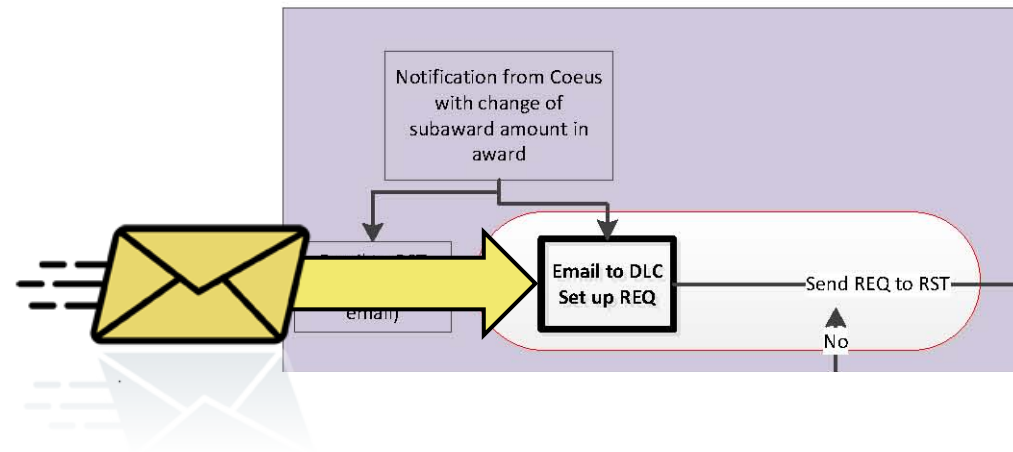 Notification from Coeus
with change of
subaward amount in
award
email)
Email to DLC
Set up REQ
Send REQ to RST
No